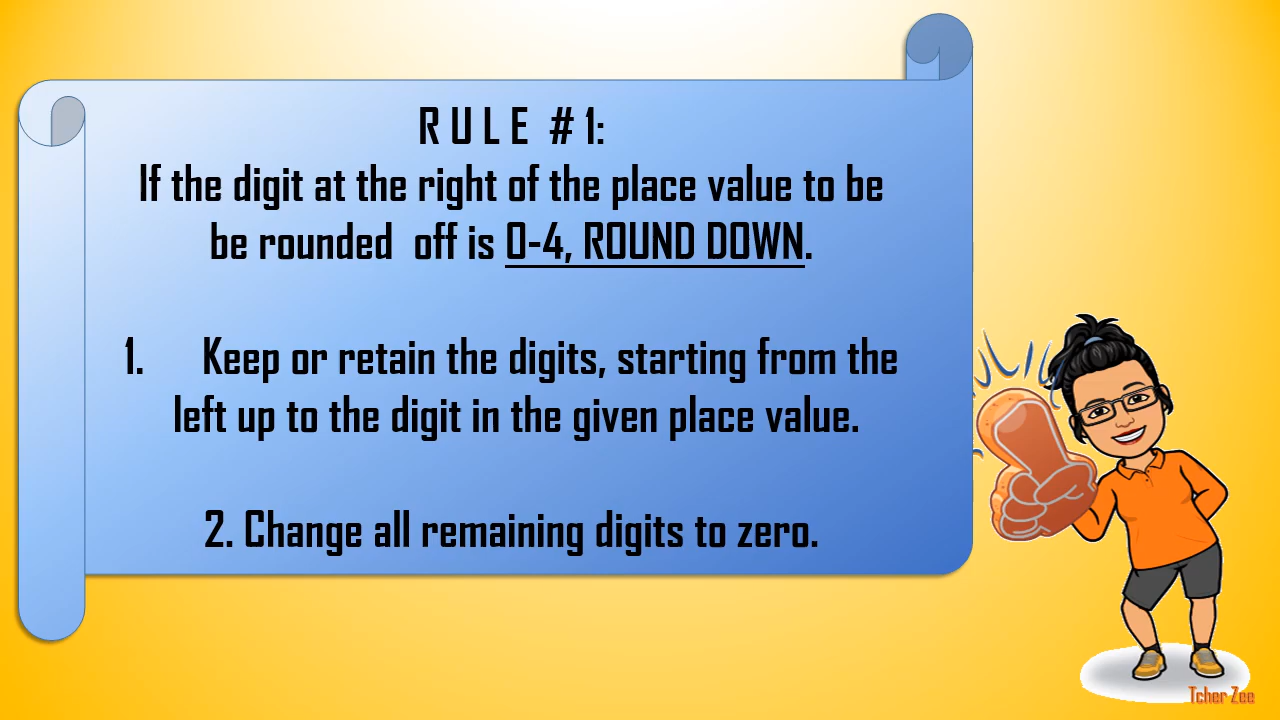 R U L E # 1:
If the digit at the right of the place value to be
be rounded off is 0-4, ROUND DOWN.
1. Keep or retain the digits, starting from the
left up to the digit in the given place value.
2. Change all remaining digits to zero.
Tcher Zee